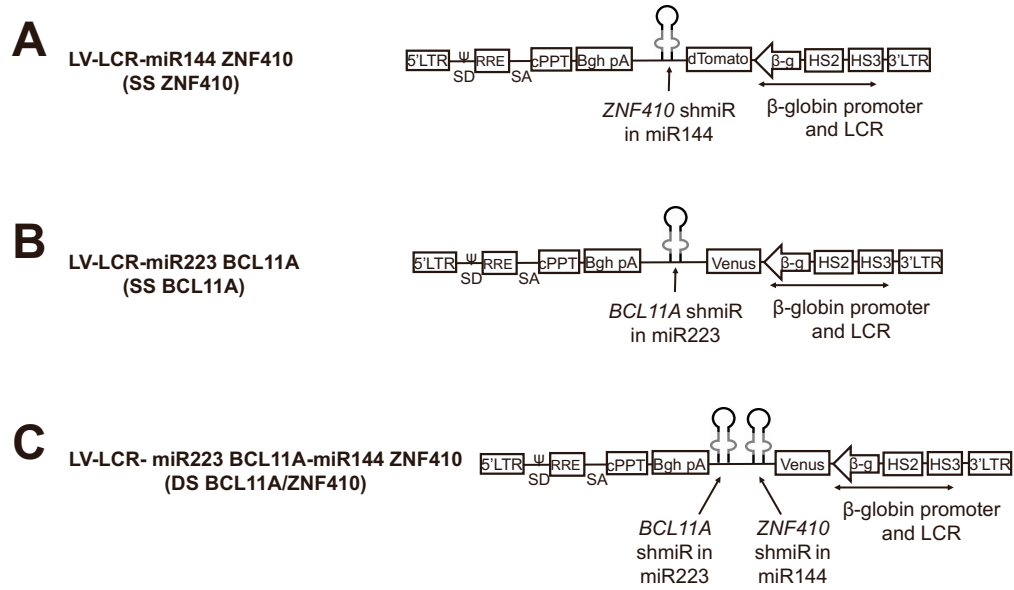 A
LV-LCR-miR144 ZNF410
(SS ZNF410)
5'LTR
Ψ
SD
RRE
SA
cPPT
Bgh pA
dTomato
β-g
HS2
HS3
3'LTR
ZNF410 shmiR
in miR144
β-globin promoter
and LCR
B
LV-LCR-miR223 BCL11A
(SS BCL11A)
5'LTR
Ψ
SD
RRE
SA
cPPT
Bgh pA
Venus
β-g
HS2
HS3
3'LTR
BCL11A shmiR
in miR223
β-globin promoter
and LCR
C
LV-LCR- miR223 BCL11A-miR144 ZNF410
(DS BCL11A/ZNF410)
5'LTR
Ψ
SD
RRE
SA
cPPT
Bgh pA
Venus
β-g
HS2
HS3
3'LTR
BCL11A
shmiR in
miR223
ZNF410
shmiR in
miR144
β-globin promoter
and LCR